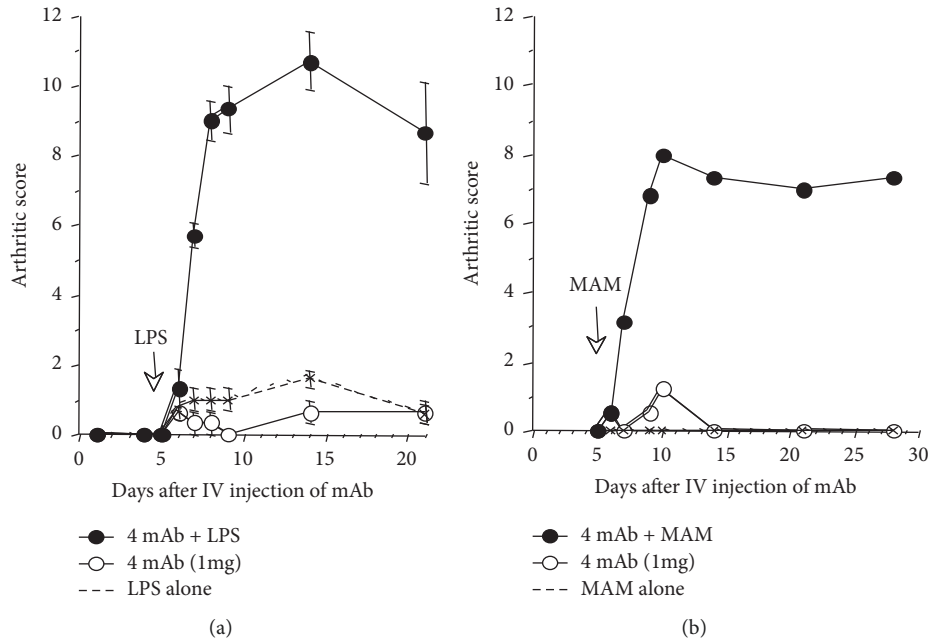 12
10
8
6
4
2
0
Arthritic score
LPS
0 5 10 15 20
Days after IV injection of mAb
4 mAb + LPS
4 mAb (1mg)
LPS alone
(a)
12
10
8
6
4
2
0
Arthritic score
MAM
0 5 10 15 20 25 30
Days after IV injection of mAb
4 mAb + MAM
4 mAb (1mg)
MAM alone
(b)